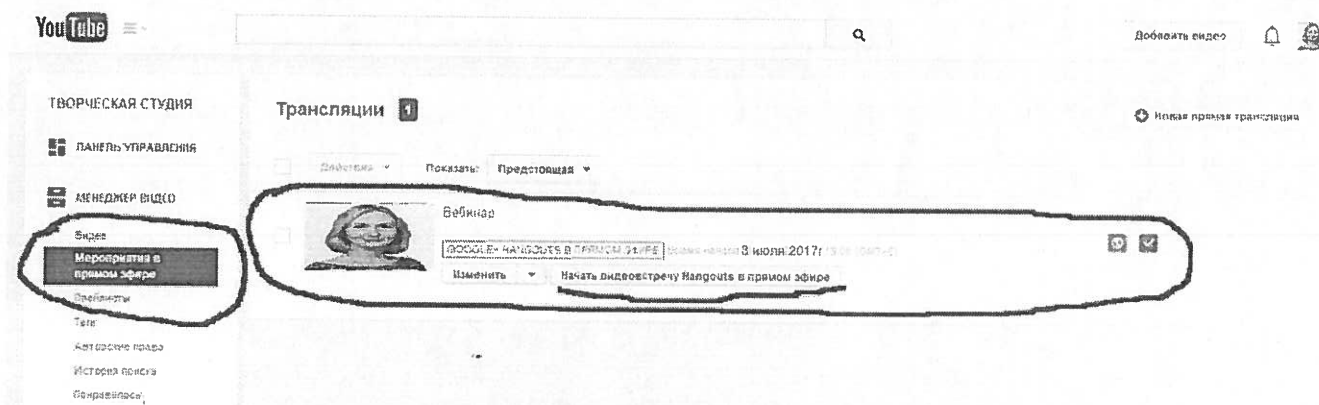 YouTube
Добавить видео
ТВОРЧЕСКАЯ СТУДИЯ
Трансляции 1
Новая прямая трансляция
ПАНЕЛЬ УПРАВЛЕНИЯ
Действия
Показать: Предстоящая
МЕНЕДЖЕР ВИДЕО
Вебинар
Видео
GOOGLE+ HANGOUTS В ПРЯМОМ ЭФИРЕ
3 июля 2017г
Мероприятия в
прямом эфире
Изменить
Начать видеовстречу Hangouts в прямом эфире
Плейлисты
Теги
Авторские права
История поиска
Понравилось